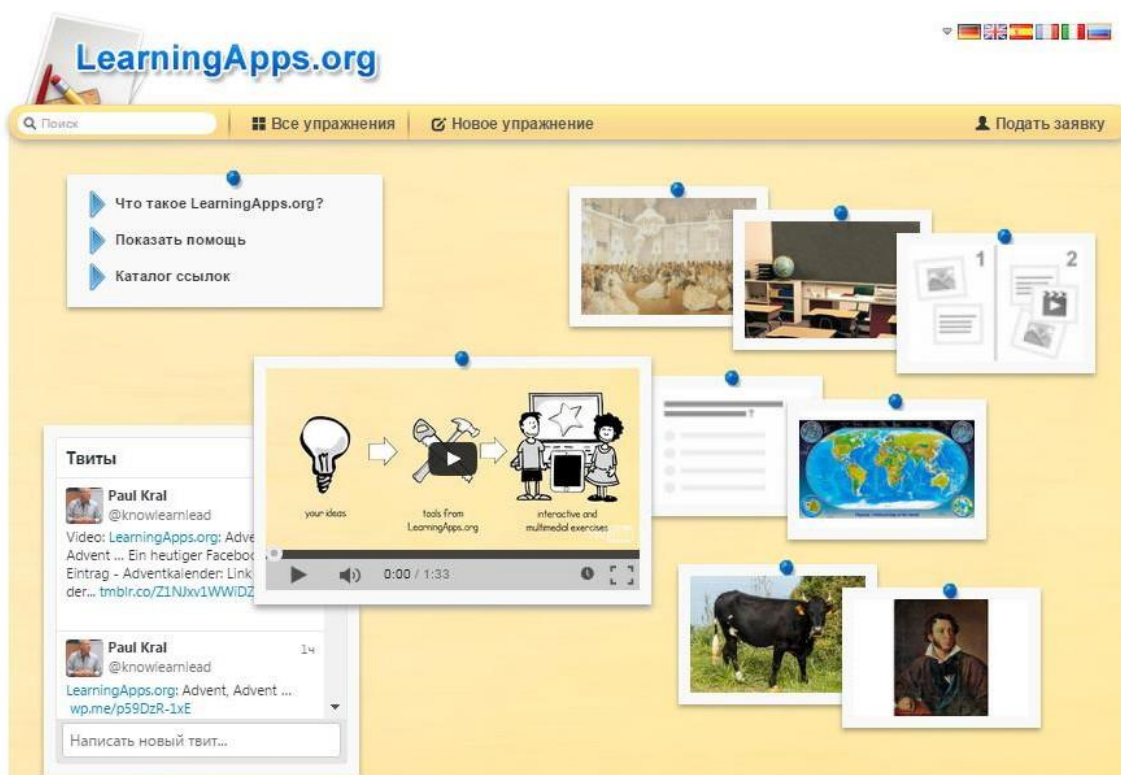 LearningApps.org
Поиск
Все упражнения
Новое упражнение
Подать заявку
Что такое LearningApps.org?
Показать помощь
Каталог ссылок
1
2
your ideas
tools from
LearningApps.org
interactive and
multimedial exercises
0:00 / 1:33
Твиты
Paul Kral
@knowlearnlead
Video: LearningApps.org: Adve
Advent ... Ein heutiger Faceboo
Eintrag - Adventkalender: Link
der... tmblr.co/Z1NJxv1WWiDZ
Paul Kral
1ч
@knowlearnlead
LearningApps.org: Advent, Advent ...
wp.me/p59DzR-1xE
Написать новый твит...